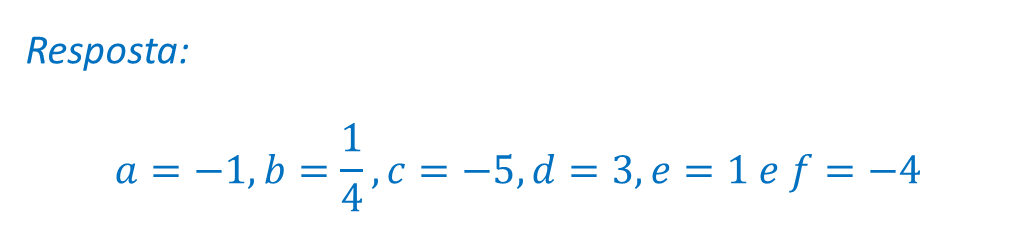 Resposta:
a = −1, b = 1/4, c = −5, d = 3, e = 1 e f = −4